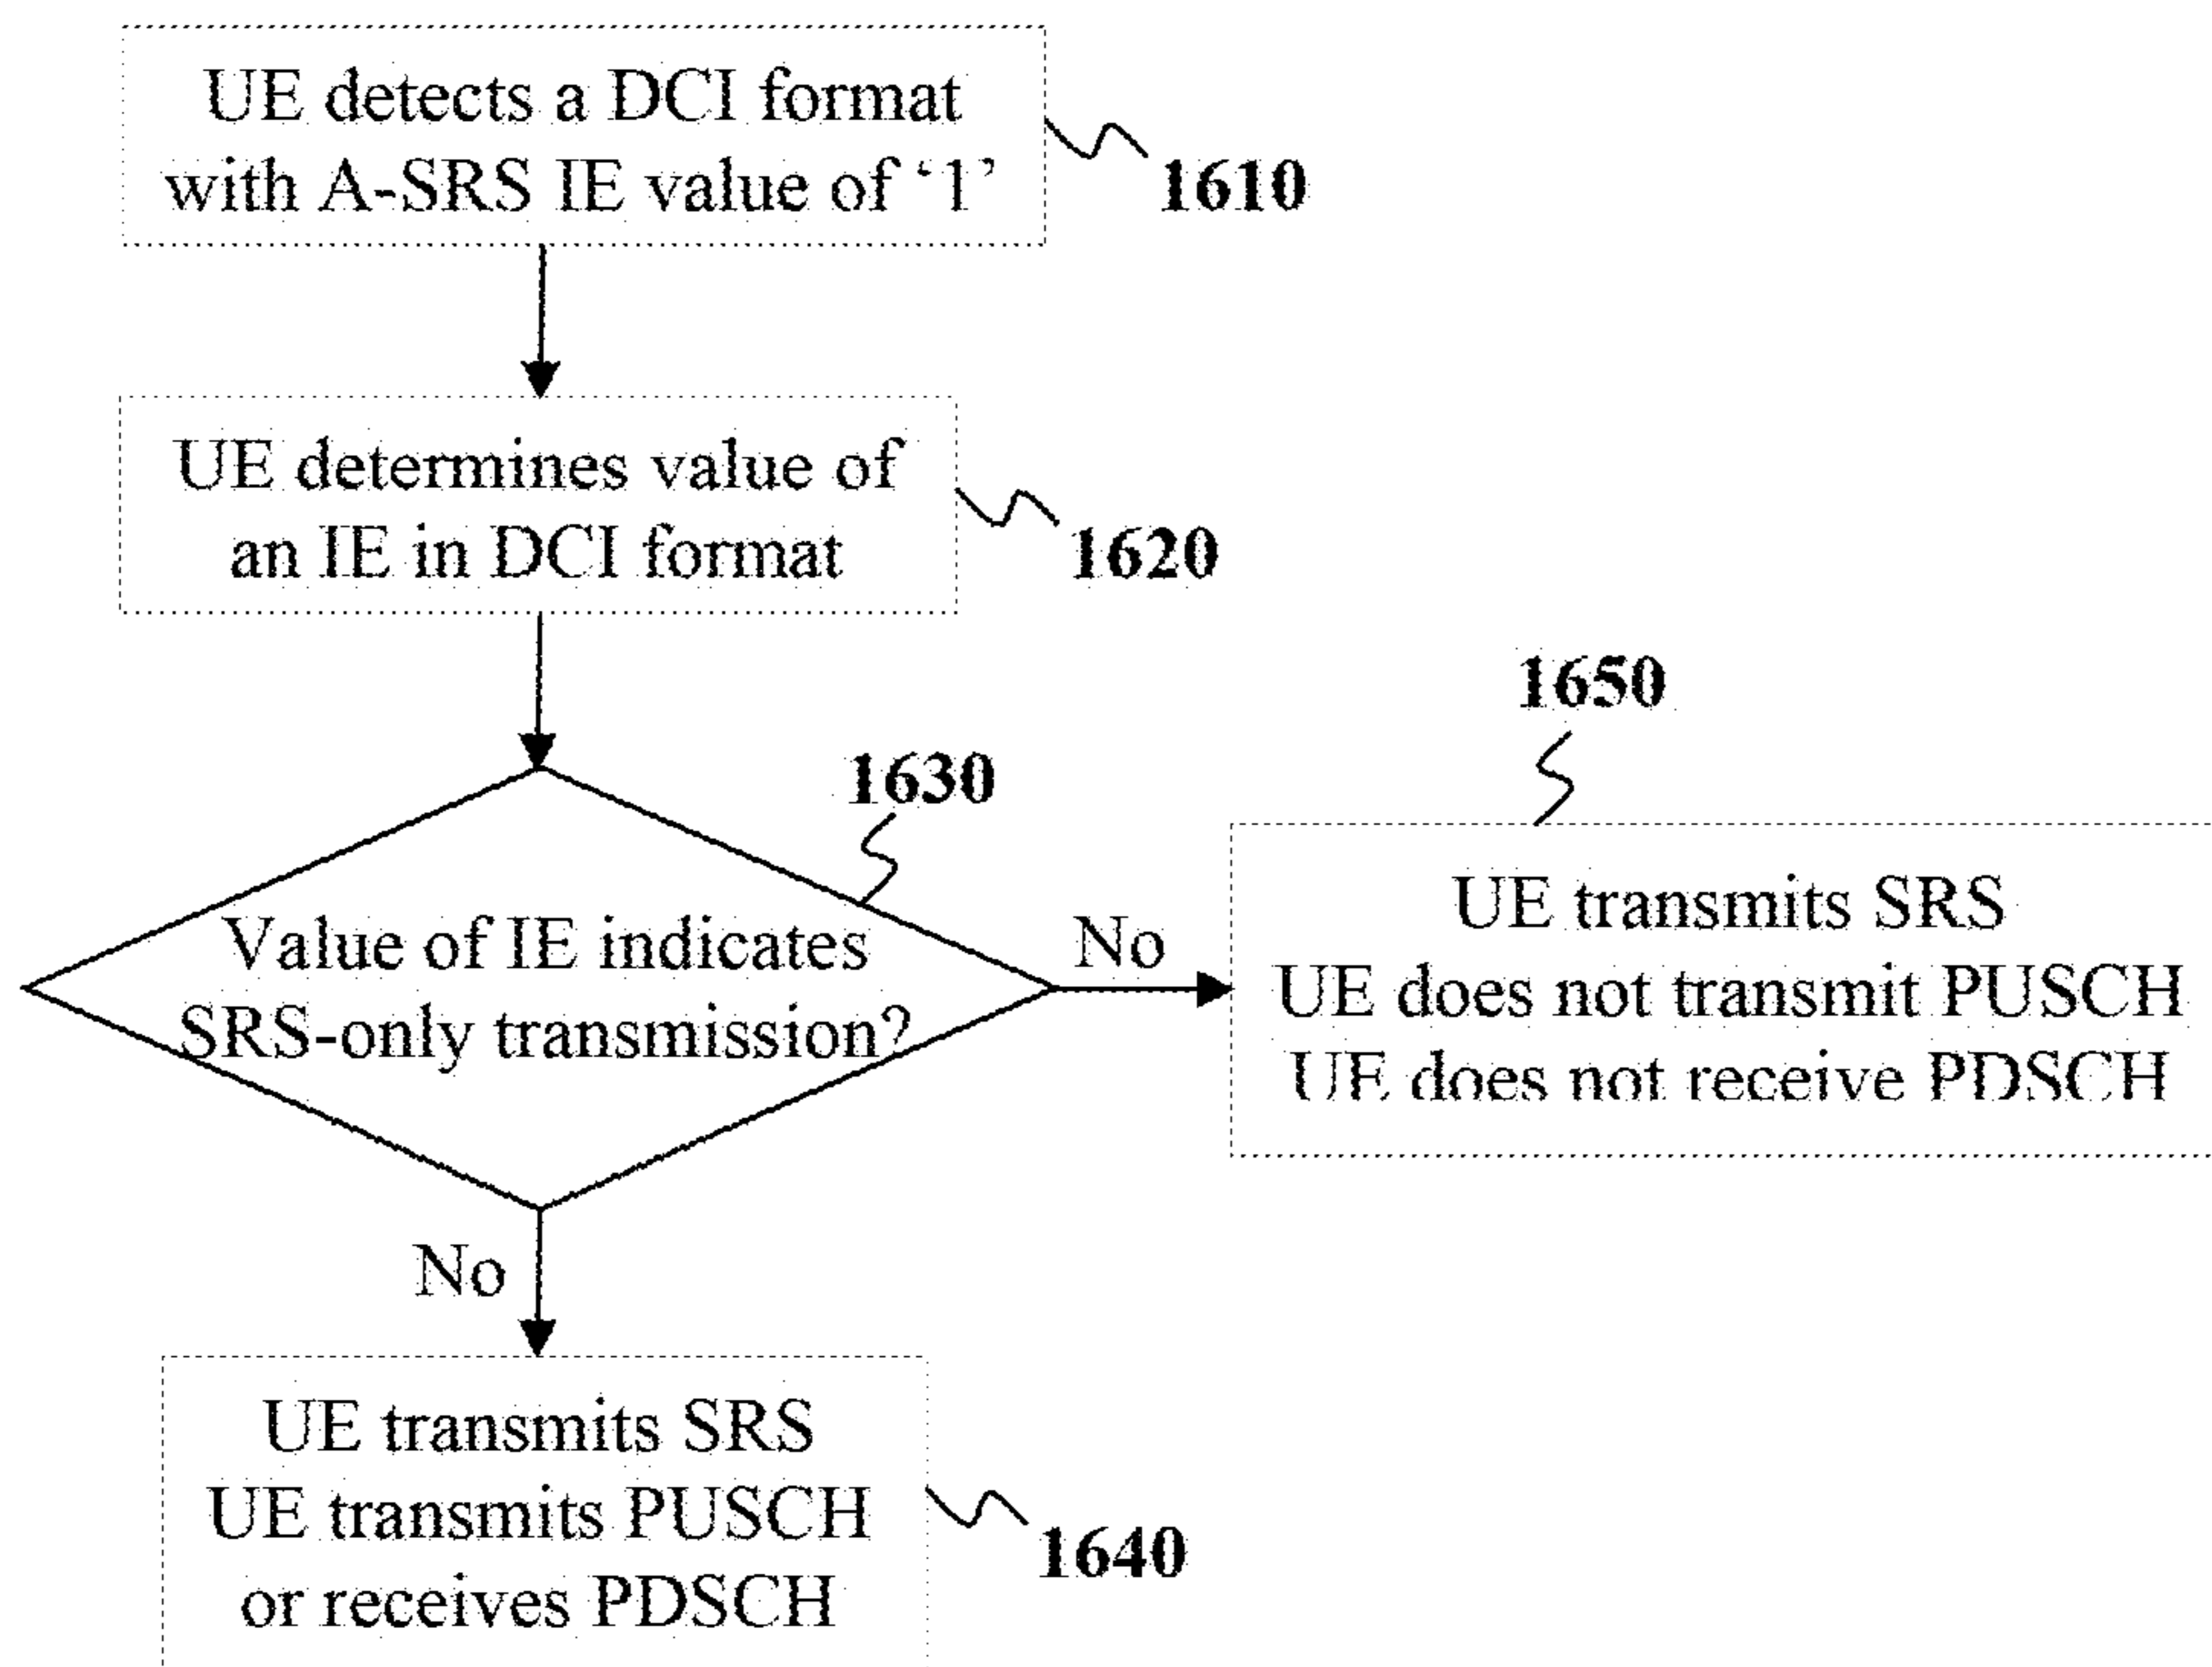 UE detects a DCI format
with A-SRS IE value of ‘1’
1610
UE determines value of
an IE in DCI format
1620
1630
Value of IE indicates
SRS-only transmission?
No
1650
UE transmits SRS
UE does not transmit PUSCH
UE does not receive PDSCH
No
UE transmits SRS
UE transmits PUSCH
or receives PDSCH
1640